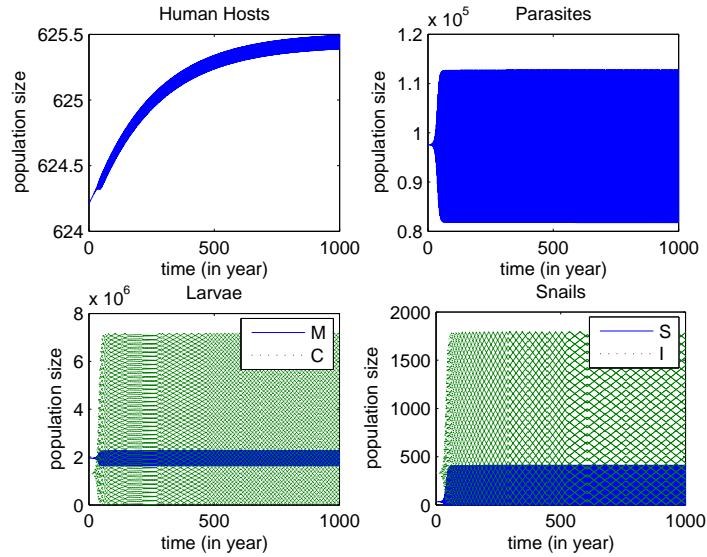 Human Hosts
625.5
625
624.5
624
population size
0
500
1000
time (in year)
Parasites
x 10^5
1.2
1.1
1
0.9
0.8
population size
0
500
1000
time (in year)
Larvae
x 10^6
8
6
4
2
0
population size
M
C
0
500
1000
time (in year)
Snails
2000
1500
1000
500
0
population size
S
I
0
500
1000
time (in year)